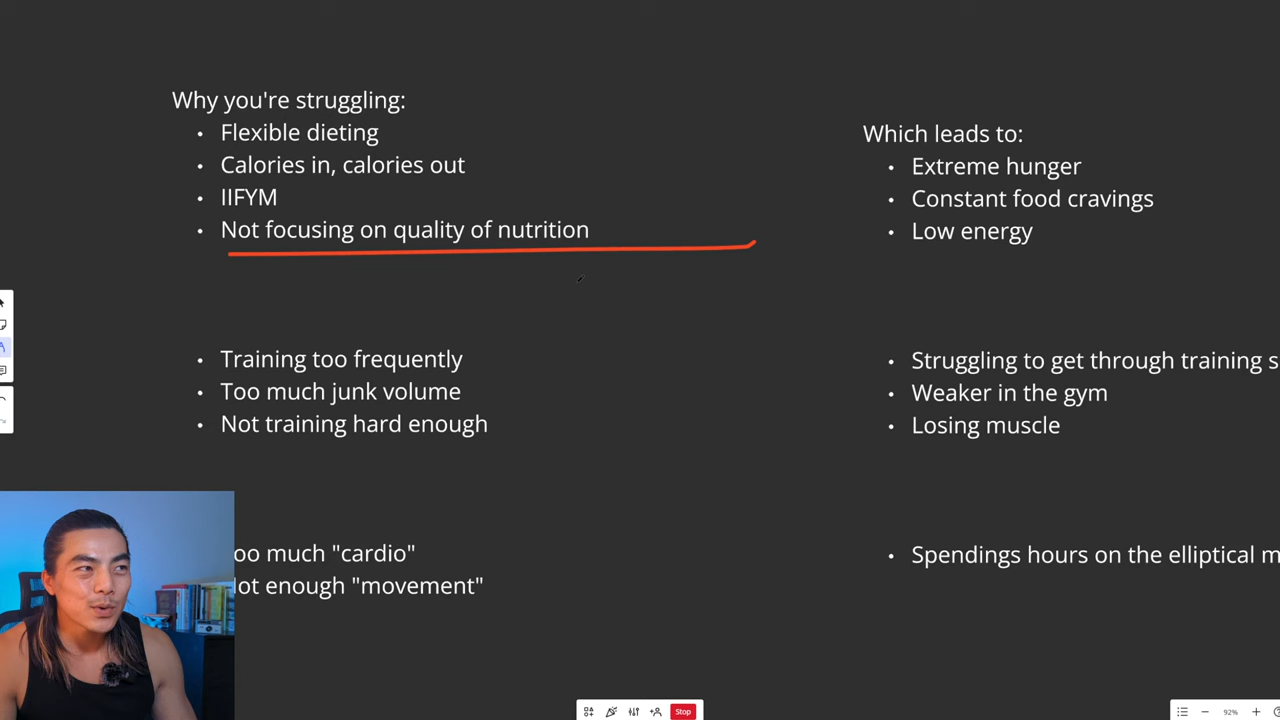 Why you're struggling:
• Flexible dieting
• Calories in, calories out
• IIFYM
• Not focusing on quality of nutrition
Which leads to:
• Extreme hunger
• Constant food cravings
• Low energy
• Training too frequently
• Too much junk volume
• Not training hard enough
• Struggling to get through training s
• Weaker in the gym
• Losing muscle
oo much "cardio"
ot enough "movement"
• Spendings hours on the elliptical m
Stop
92%